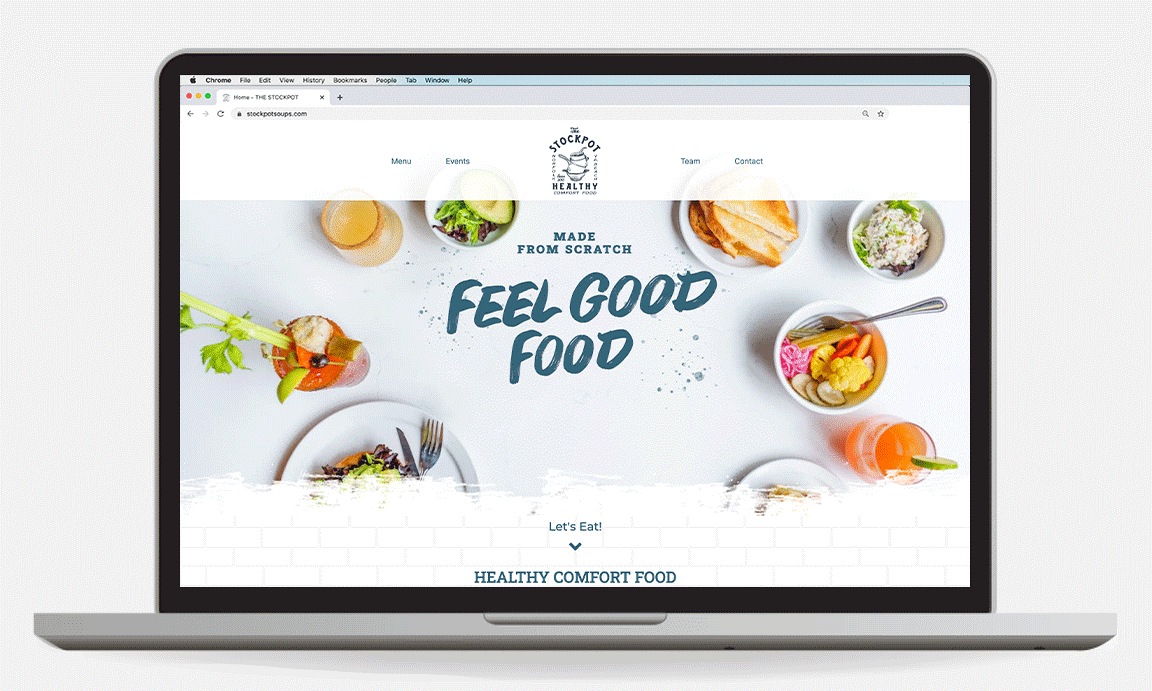 Chrome File Edit View History Bookmarks People Tab Window Help
Home - THE STOCKPOT
stockpotsoups.com
Menu Events Team Contact
The
STOCKPOT
HEALTHY
COMFORT FOOD
MADE
FROM SCRATCH
FEEL GOOD
FOOD
Let's Eat!
HEALTHY COMFORT FOOD